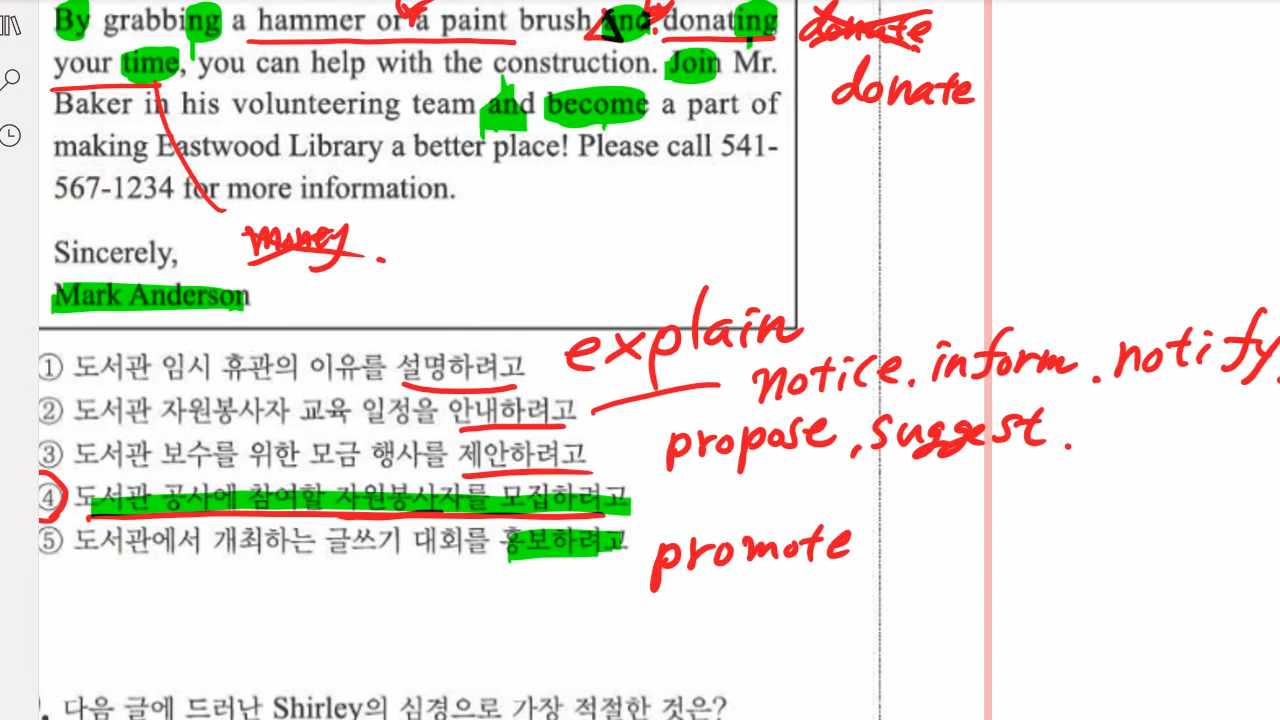 By grabbing a hammer or a paint brush and donating
donate
your time, you can help with the construction. Join Mr.
donate
Baker in his volunteering team and become a part of
making Eastwood Library a better place! Please call 541-
567-1234 for more information.
money.
Sincerely,
Mark Anderson
① 도서관 임시 휴관의 이유를 설명하려고
explain
notice. inform. notify.
② 도서관 자원봉사자 교육 일정을 안내하려고
propose, suggest.
③ 도서관 보수를 위한 모금 행사를 제안하려고
④ 도서관 공사에 참여할 자원봉사자를 모집하려고
⑤ 도서관에서 개최하는 글쓰기 대회를 홍보하려고
promote
. 다음 글에 드러난 Shirley의 심경으로 가장 적절한 것은?